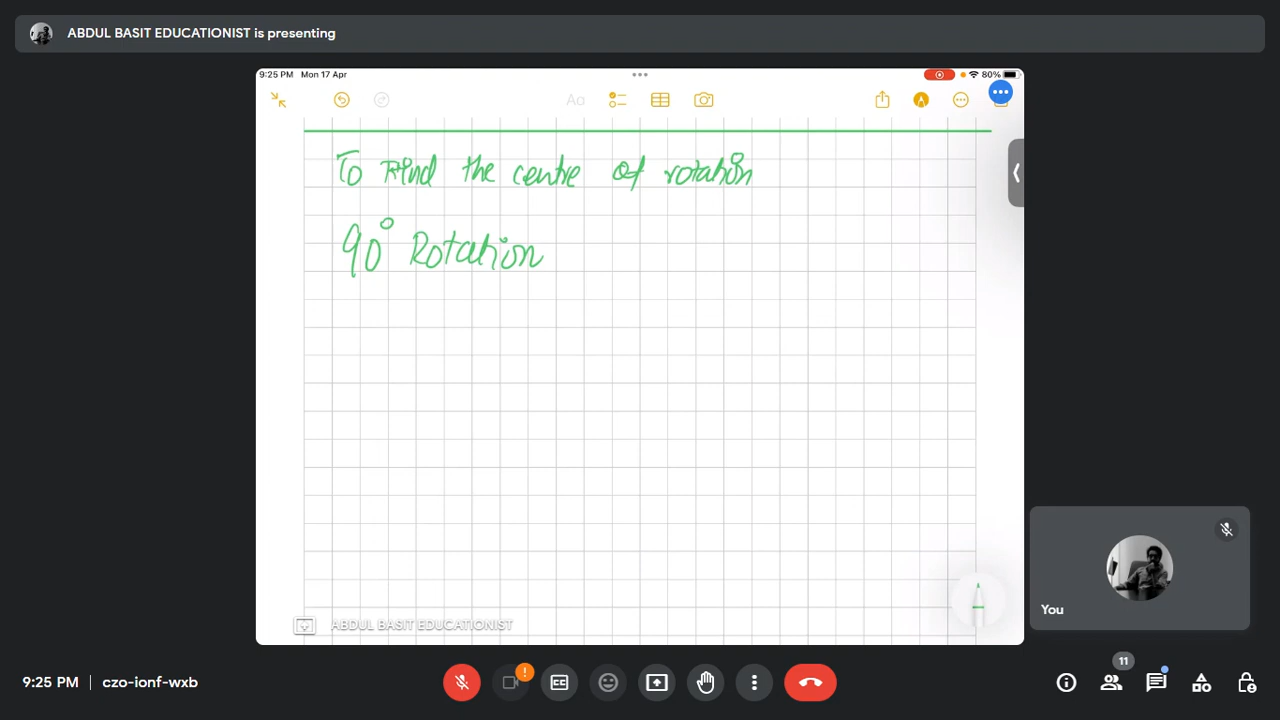 ABDUL BASIT EDUCATIONIST is presenting
9:25 PM Mon 17 Apr
80%
Aa
To Find the centre of rotation
90° Rotation
ABDUL BASIT EDUCATIONIST
You
9:25 PM | czo-ionf-wxb
11